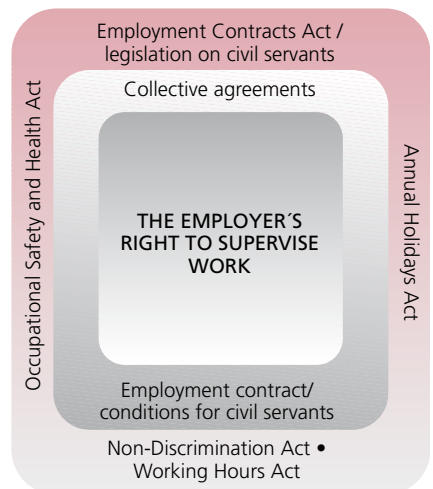 Employment Contracts Act /
legislation on civil servants
Collective agreements
Occupational Safety and Health Act
THE EMPLOYER´S
RIGHT TO SUPERVISE
WORK
Annual Holidays Act
Employment contract/
conditions for civil servants
Non-Discrimination Act •
Working Hours Act